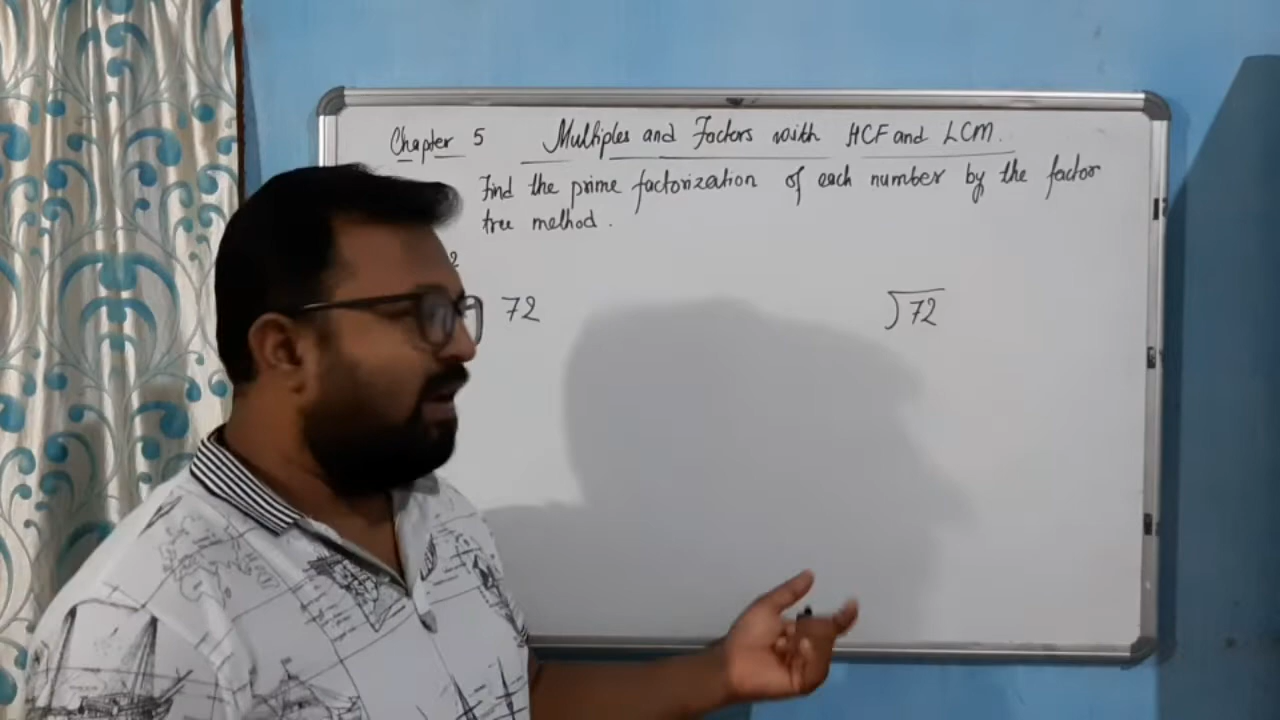 Chapter 5 Multiples and Factors with HCF and LCM.
Find the prime factorization of each number by the factor
tree method.
2
72 72